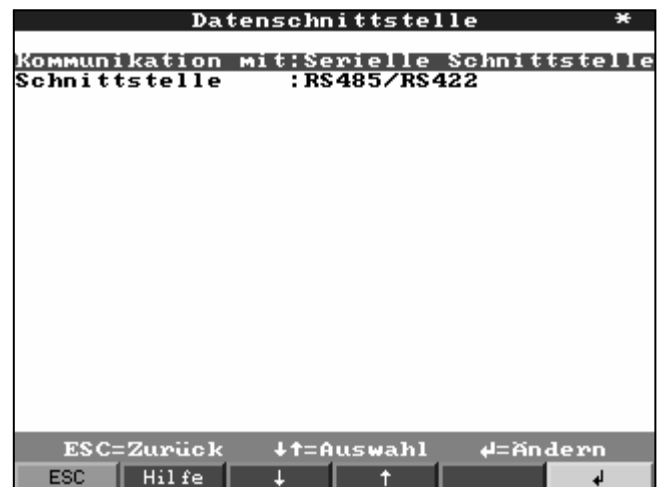 Datenschnittstelle *
Kommunikation mit:Serielle Schnittstelle
Schnittstelle :RS485/RS422
ESC=Zurück ↓↑=Auswahl ↲=Ändern
ESC Hilfe ↓ ↑ ↲